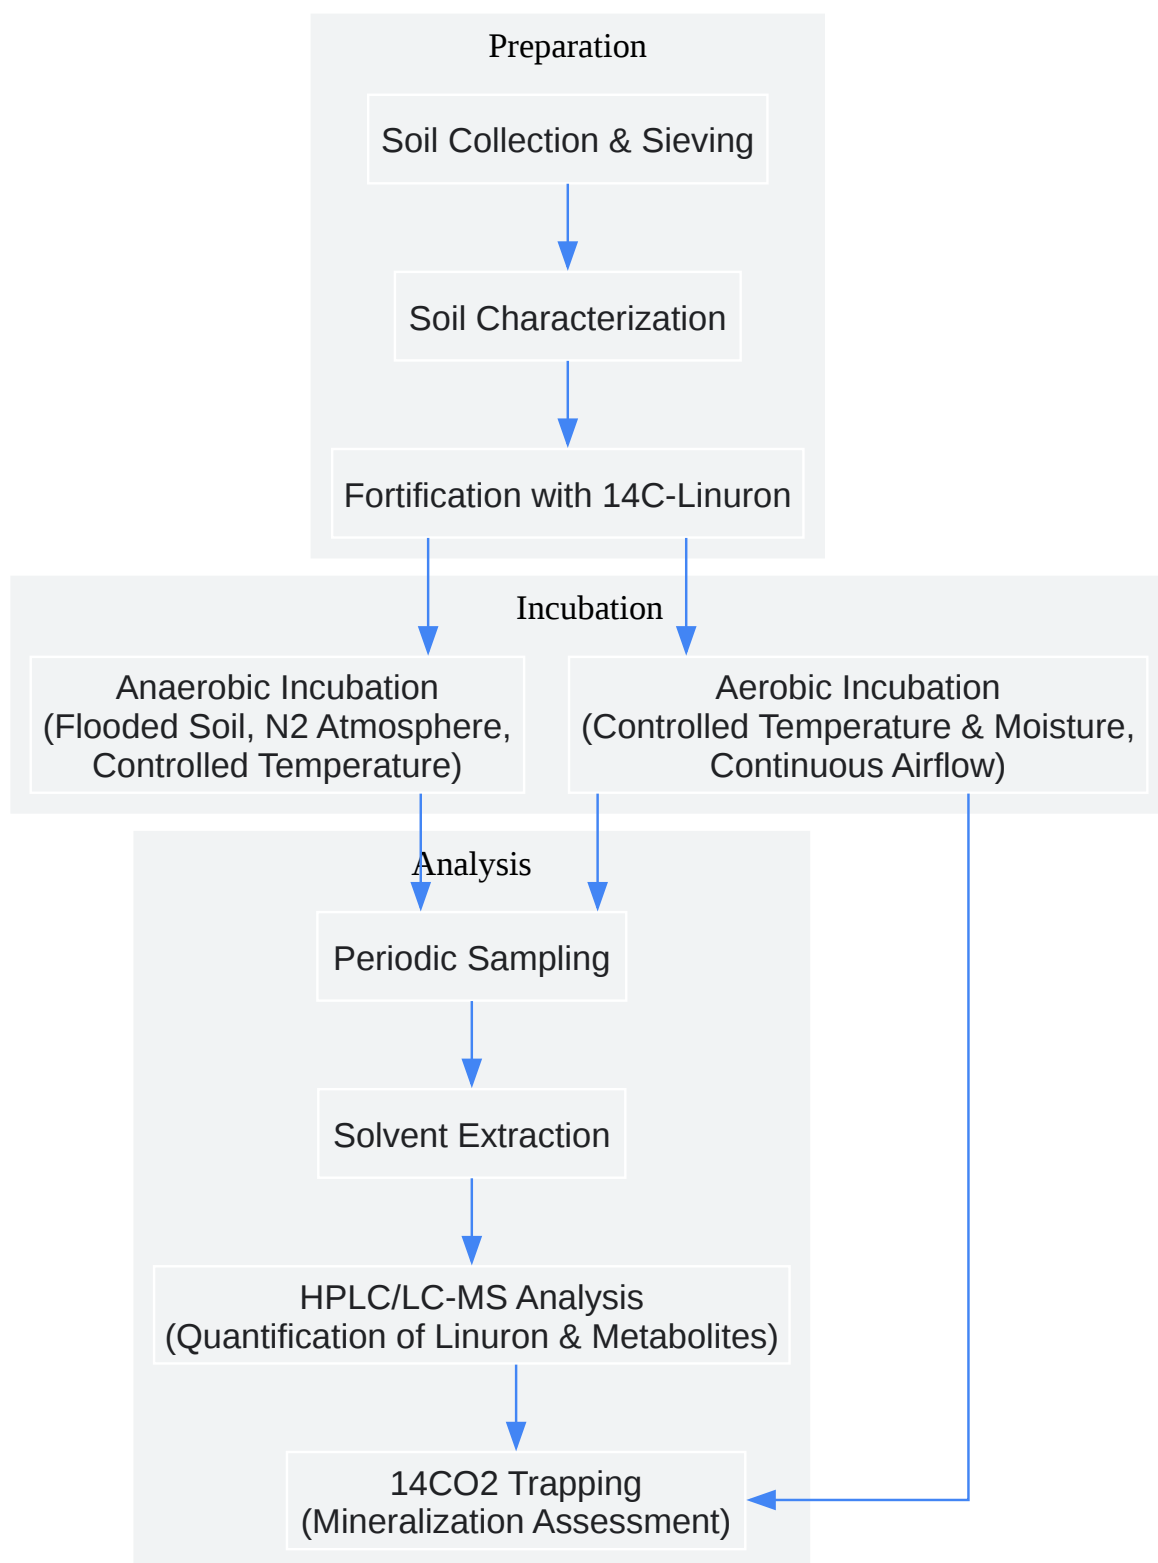 Preparation
Soil Collection & Sieving
Soil Characterization
Fortification with 14C-Linuron
Incubation
Anaerobic Incubation
(Flooded Soil, N2 Atmosphere,
Controlled Temperature)
Aerobic Incubation
(Controlled Temperature & Moisture,
Continuous Airflow)
Analysis
Periodic Sampling
Solvent Extraction
HPLC/LC-MS Analysis
(Quantification of Linuron & Metabolites)
14CO2 Trapping
(Mineralization Assessment)